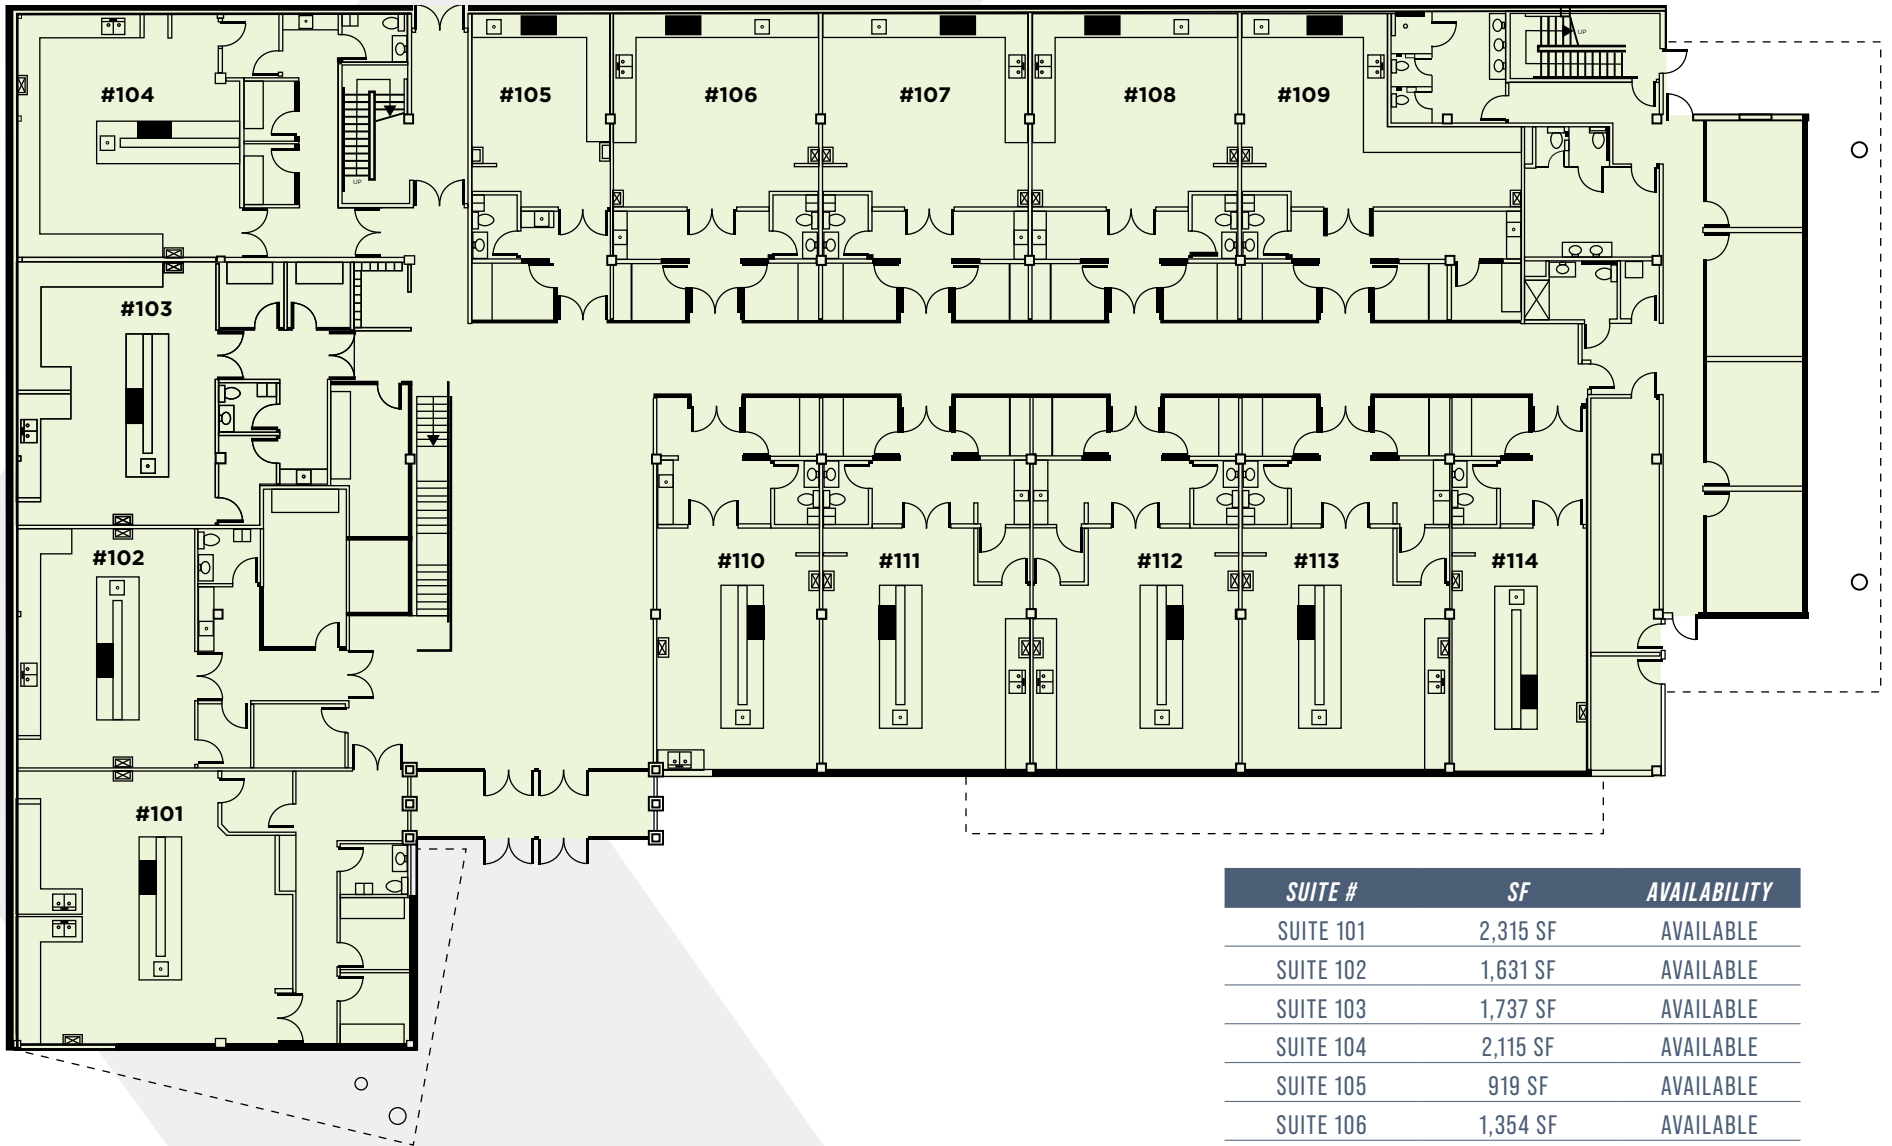 UP
#104
#105
#106
#107
#108
#109
UP
#103
#102
#110
#111
#112
#113
#114
#101
SUITE # SF AVAILABILITY
SUITE 101 2,315 SF AVAILABLE
SUITE 102 1,631 SF AVAILABLE
SUITE 103 1,737 SF AVAILABLE
SUITE 104 2,115 SF AVAILABLE
SUITE 105 919 SF AVAILABLE
SUITE 106 1,354 SF AVAILABLE